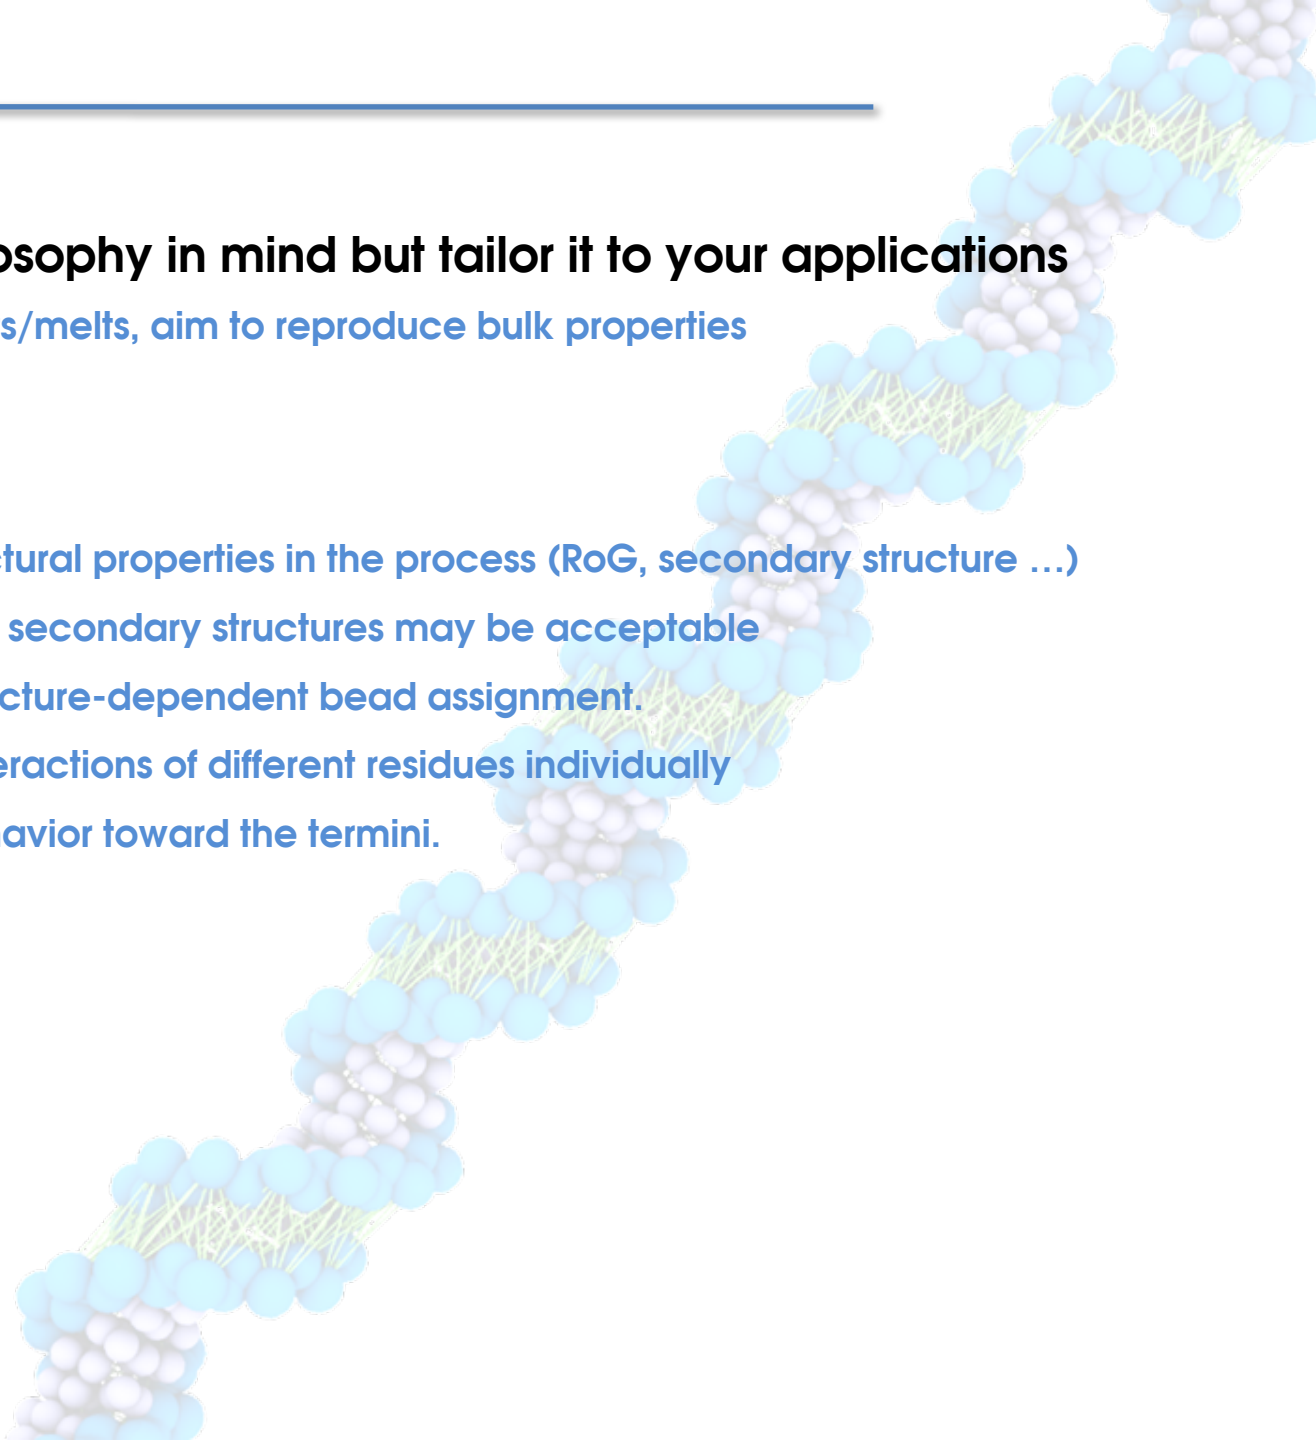 osophy in mind but tailor it to your applications
s/melts, aim to reproduce bulk properties
ctural properties in the process (RoG, secondary structure …)
secondary structures may be acceptable
cture-dependent bead assignment.
eractions of different residues individually
avior toward the termini.